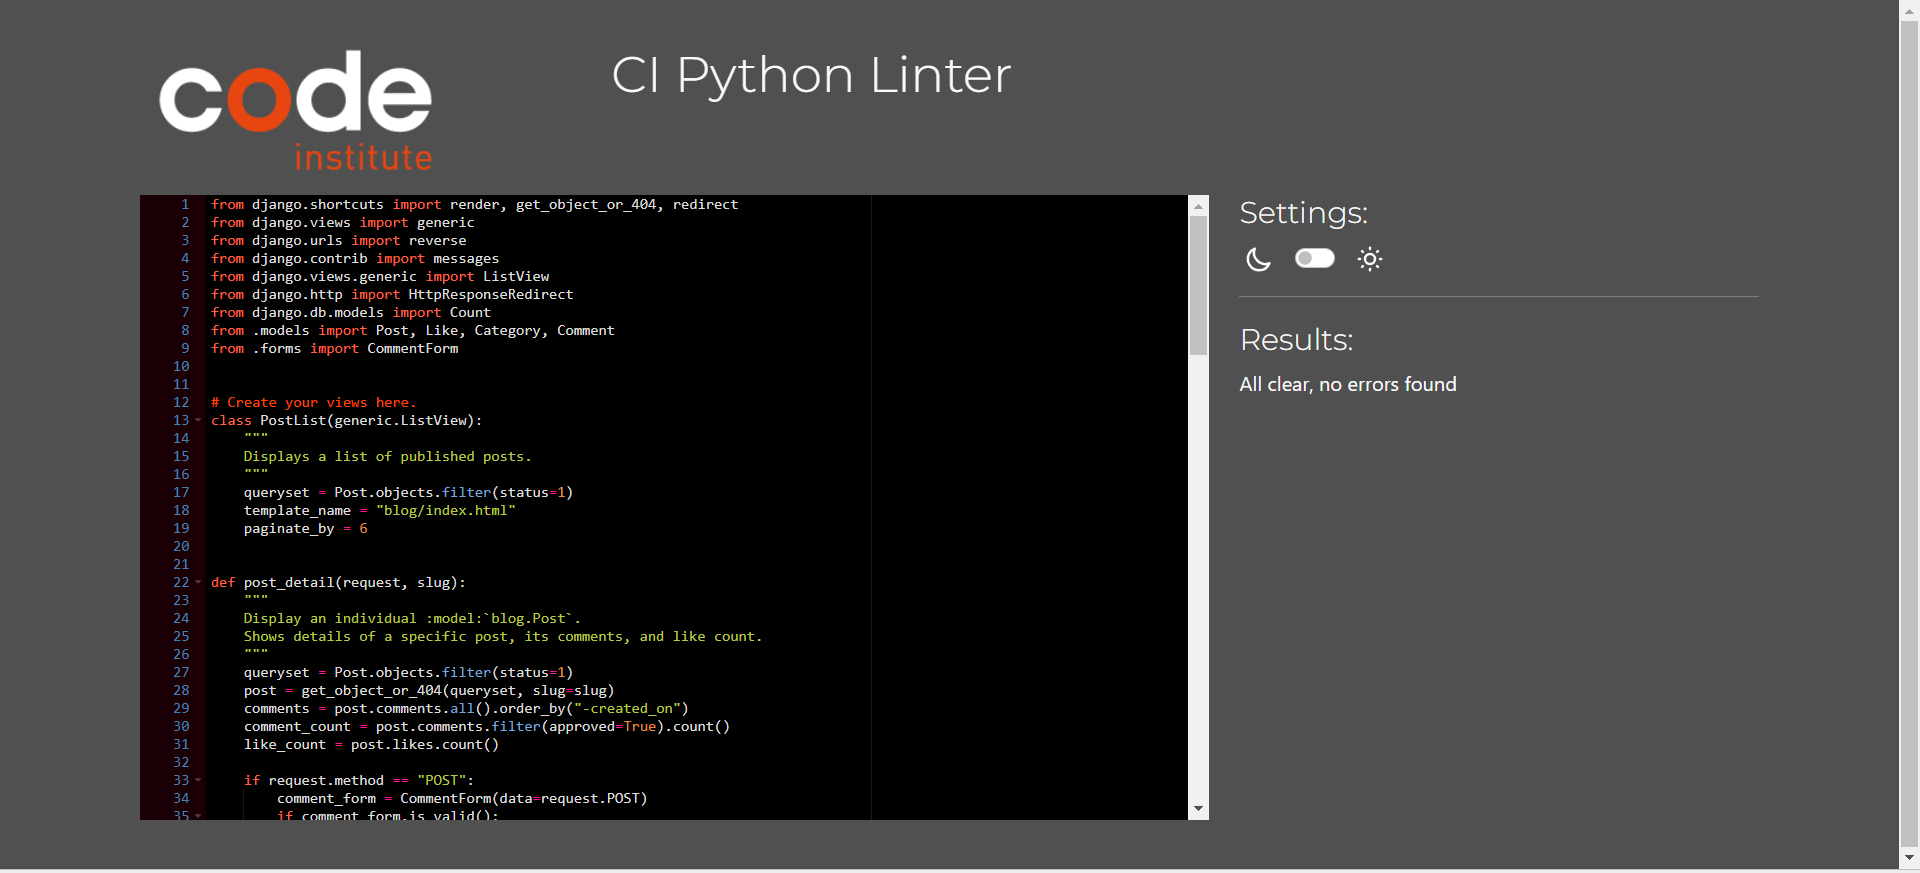 code
institute
CI Python Linter
1 from django.shortcuts import render, get_object_or_404, redirect
2 from django.views import generic
3 from django.urls import reverse
4 from django.contrib import messages
5 from django.views.generic import ListView
6 from django.http import HttpResponseRedirect
7 from django.db.models import Count
8 from .models import Post, Like, Category, Comment
9 from .forms import CommentForm
10
11
12 # Create your views here.
13 class PostList(generic.ListView):
14     """
15     Displays a list of published posts.
16     """
17     queryset = Post.objects.filter(status=1)
18     template_name = "blog/index.html"
19     paginate_by = 6
20
21
22 def post_detail(request, slug):
23     """
24     Display an individual :model:`blog.Post`.
25     Shows details of a specific post, its comments, and like count.
26     """
27     queryset = Post.objects.filter(status=1)
28     post = get_object_or_404(queryset, slug=slug)
29     comments = post.comments.all().order_by("-created_on")
30     comment_count = post.comments.filter(approved=True).count()
31     like_count = post.likes.count()
32
33     if request.method == "POST":
34         comment_form = CommentForm(data=request.POST)
35         if comment_form.is_valid():
Settings:
Results:
All clear, no errors found